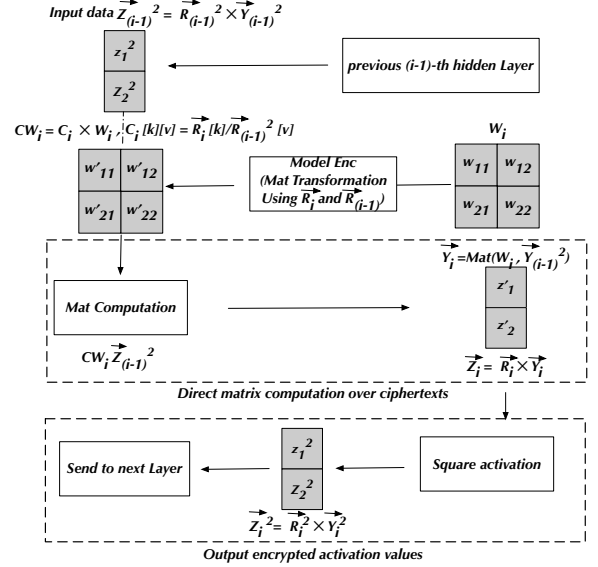 Input data Z(i-1)² = R(i-1)² × Y(i-1)²
z₁²
Z₂²
previous (i-1)-th hidden Layer
CWᵢ = Cᵢ × Wᵢ , Cᵢ [k][v] = Rᵢ [k]/R(i-1)² [v]
Wᵢ
w'₁₁ w'₁₂
w'₂₁ w'₂₂
Model Enc
(Mat Transformation
Using Rᵢ and R(i-1))
w₁₁ w₁₂
w₂₁ w₂₂
Yᵢ=Mat(Wᵢ , Y(i-1)²)
Mat Computation
z'₁
z'₂
CWᵢ Z(i-1)²
Zᵢ = Rᵢ × Yᵢ
Direct matrix computation over ciphertexts
Send to next Layer
z₁²
Z₂²
Square activation
Zᵢ² = Rᵢ² × Yᵢ²
Output encrypted activation values